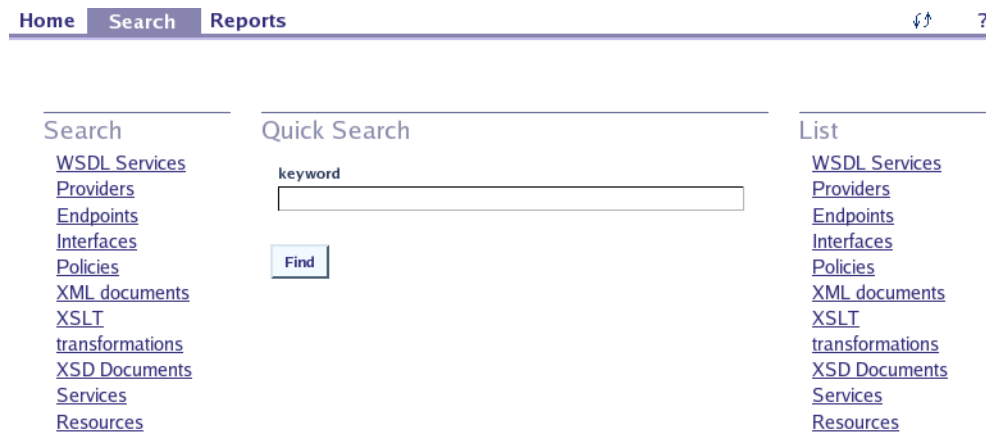 Home Search Reports ?
Search
WSDL Services
Providers
Endpoints
Interfaces
Policies
XML documents
XSLT
transformations
XSD Documents
Services
Resources
Quick Search
keyword
Find
List
WSDL Services
Providers
Endpoints
Interfaces
Policies
XML documents
XSLT
transformations
XSD Documents
Services
Resources